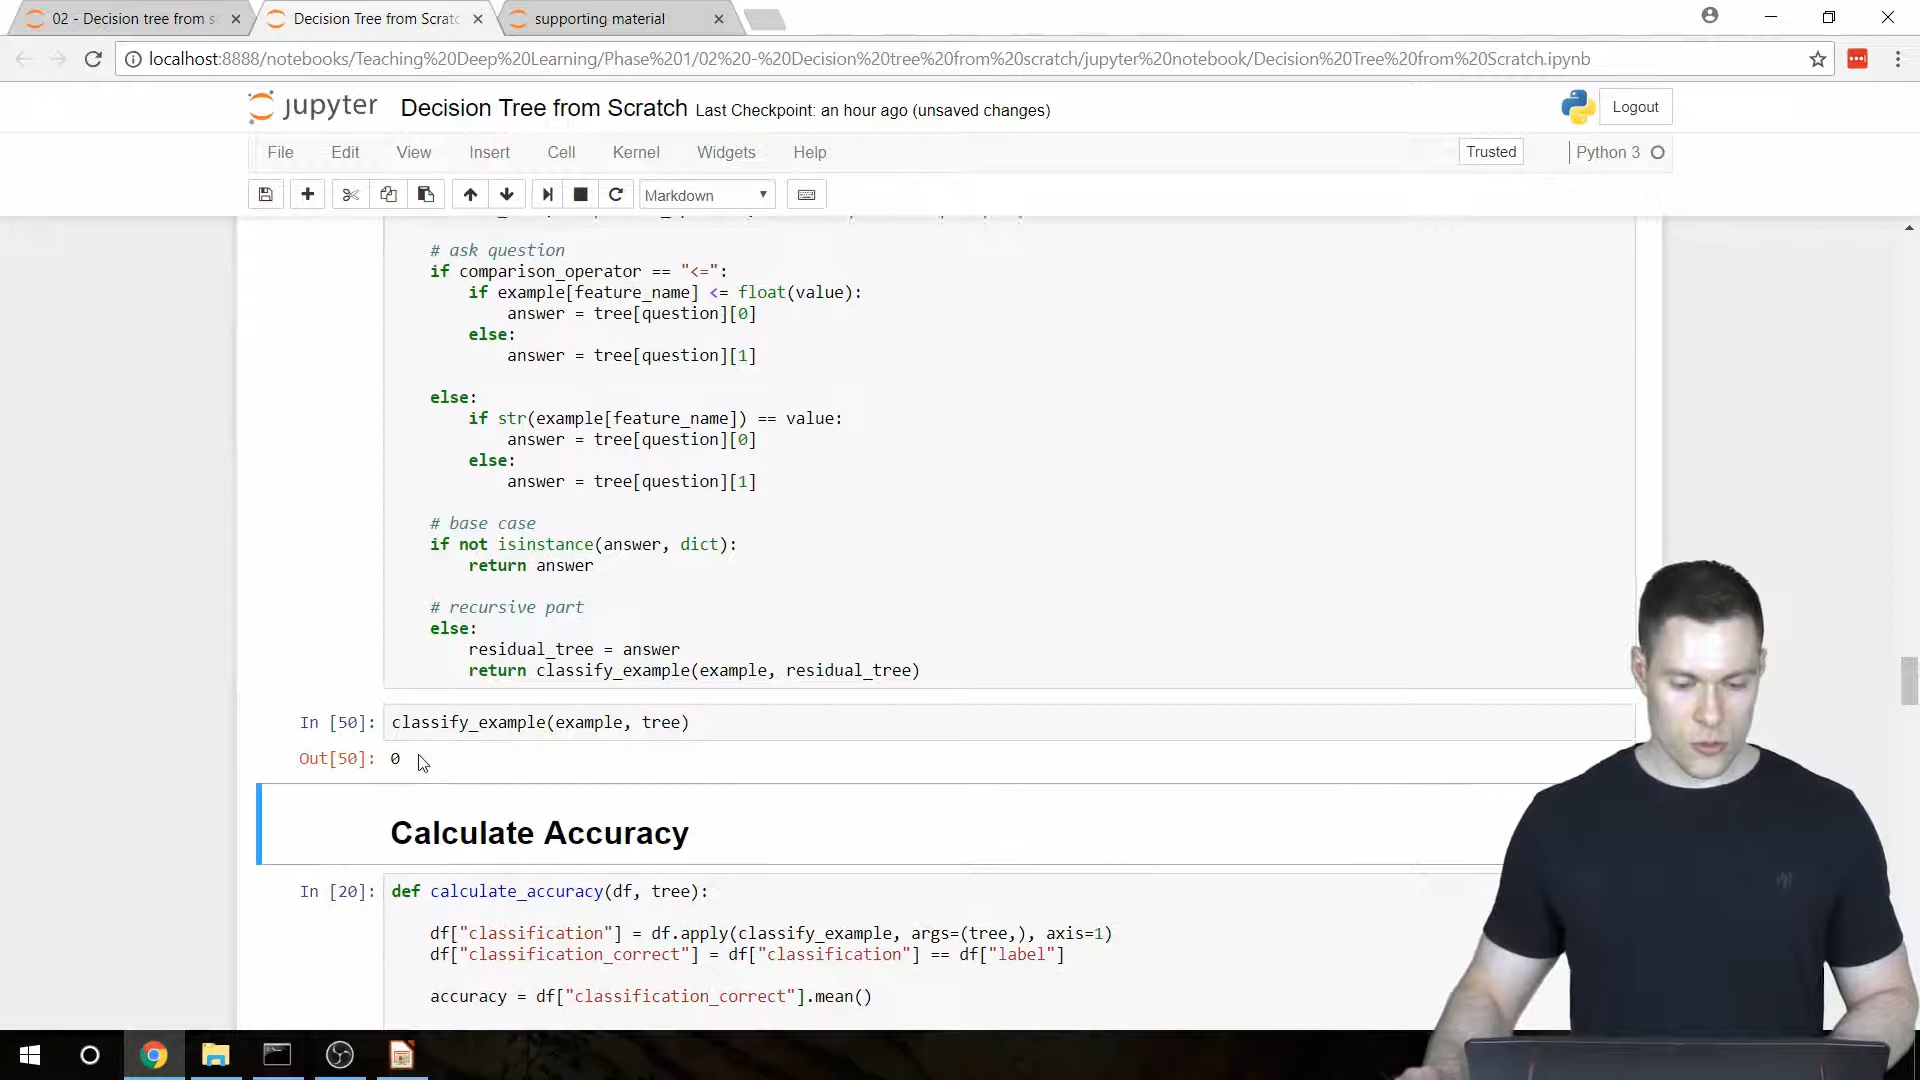 02 - Decision tree from s
Decision Tree from Scratc
supporting material
localhost:8888/notebooks/Teaching%20Deep%20Learning/Phase%201/02%20-%20Decision%20tree%20from%20scratch/jupyter%20notebook/Decision%20Tree%20from%20Scratch.ipynb
jupyter Decision Tree from Scratch Last Checkpoint: an hour ago (unsaved changes)
Logout
File Edit View Insert Cell Kernel Widgets Help
Trusted
Python 3
Markdown
# ask question
if comparison_operator == "<=":
if example[feature_name] <= float(value):
answer = tree[question][0]
else:
answer = tree[question][1]
else:
if str(example[feature_name]) == value:
answer = tree[question][0]
else:
answer = tree[question][1]
# base case
if not isinstance(answer, dict):
return answer
# recursive part
else:
residual_tree = answer
return classify_example(example, residual_tree)
In [50]: classify_example(example, tree)
Out[50]: 0
Calculate Accuracy
In [20]: def calculate_accuracy(df, tree):
df["classification"] = df.apply(classify_example, args=(tree,), axis=1)
df["classification_correct"] = df["classification"] == df["label"]
accuracy = df["classification_correct"].mean()